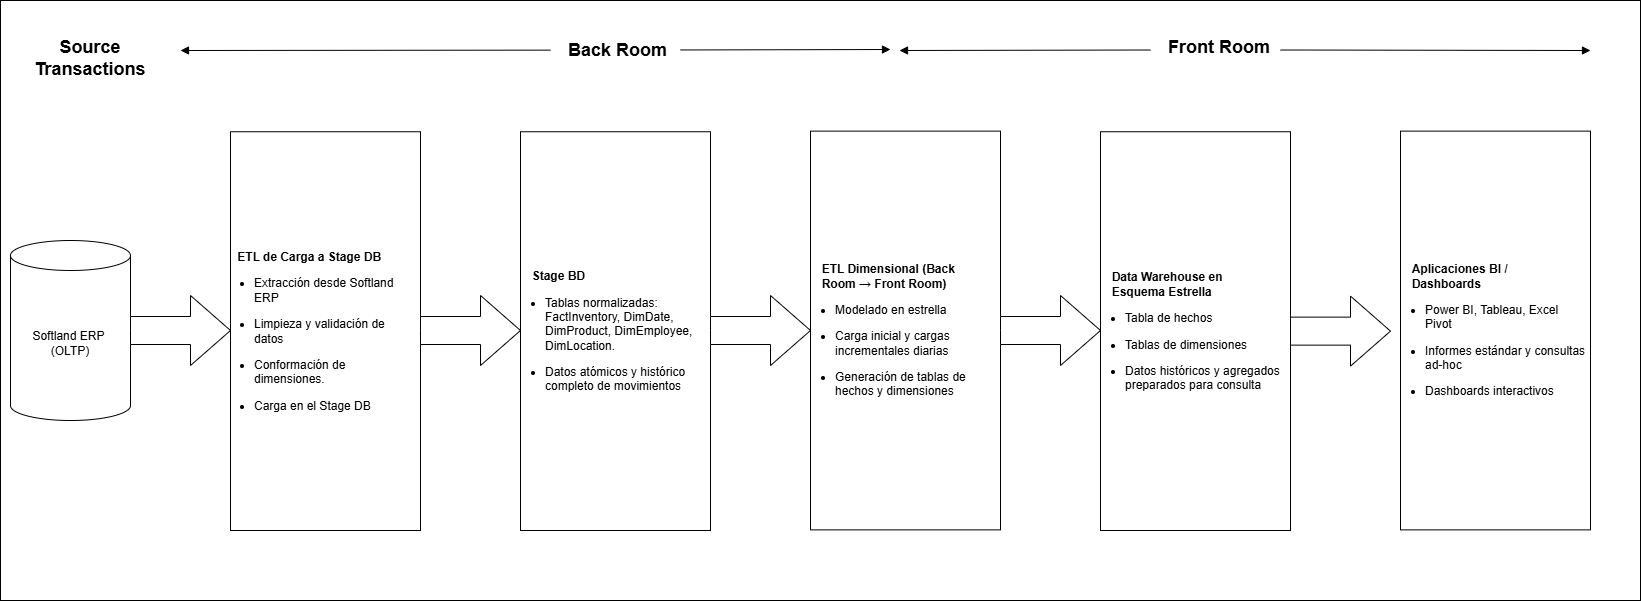 Source
Transactions
Back Room
Front Room
Softland ERP
(OLTP)
ETL de Carga a Stage DB
• Extracción desde Softland
ERP
• Limpieza y validación de
datos
• Conformación de
dimensiones.
• Carga en el Stage DB
Stage BD
• Tablas normalizadas:
FactInventory, DimDate,
DimProduct, DimEmployee,
DimLocation.
• Datos atómicos y histórico
completo de movimientos
ETL Dimensional (Back
Room → Front Room)
• Modelado en estrella
• Carga inicial y cargas
incrementales diarias
• Generación de tablas de
hechos y dimensiones
Data Warehouse en
Esquema Estrella
• Tabla de hechos
• Tablas de dimensiones
• Datos históricos y agregados
preparados para consulta
Aplicaciones BI /
Dashboards
• Power BI, Tableau, Excel
Pivot
• Informes estándar y consultas
ad-hoc
• Dashboards interactivos